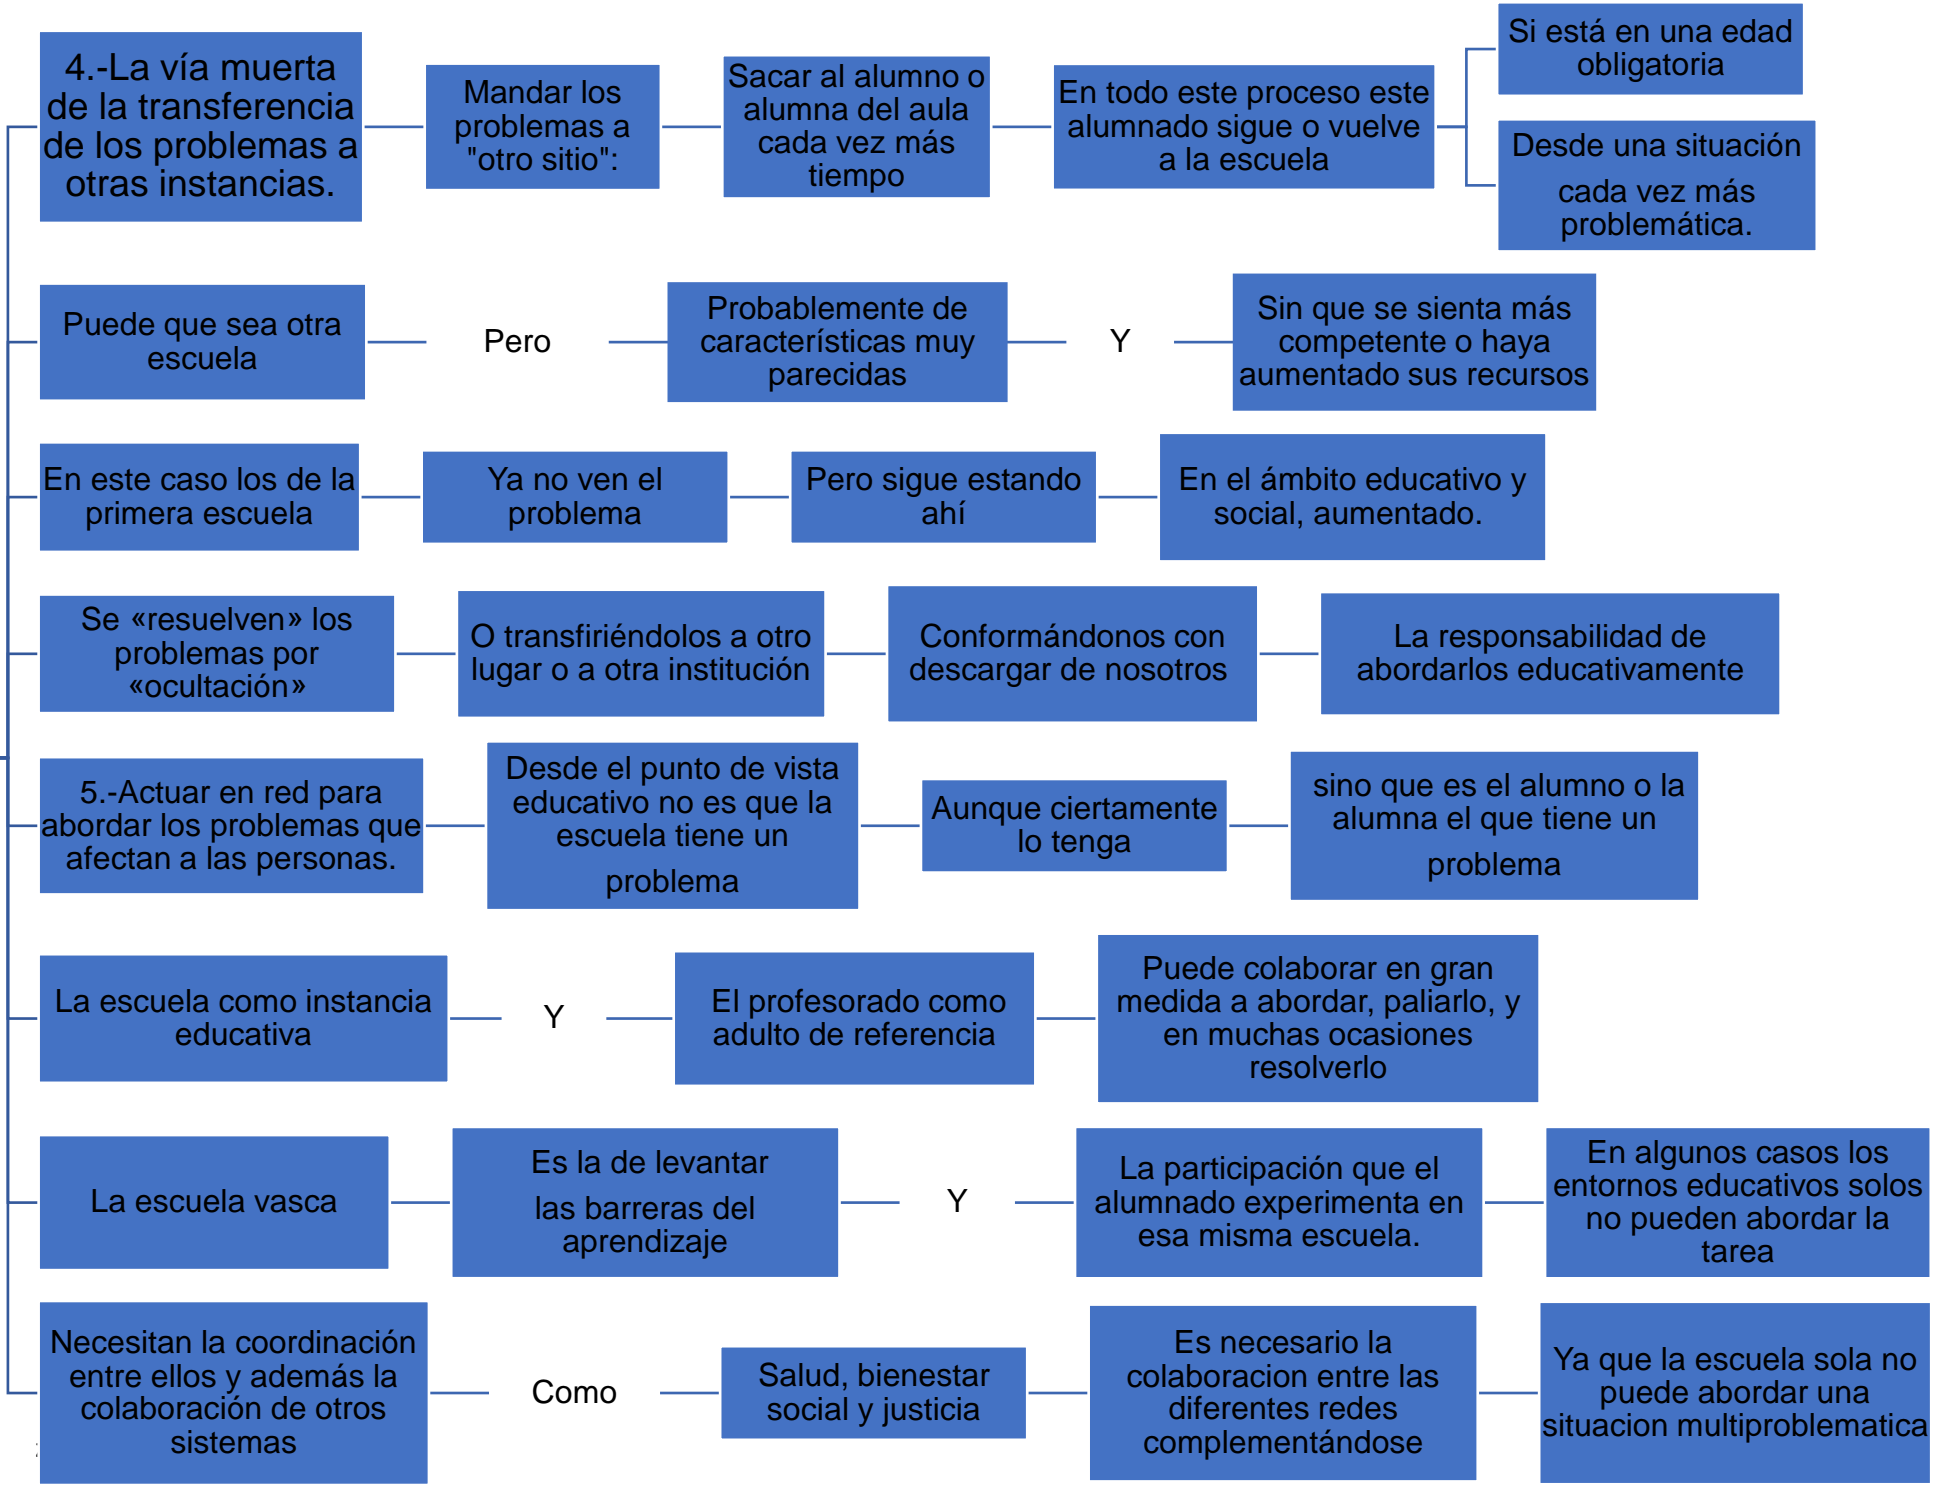 4.-La vía muerta
de la transferencia
de los problemas a
otras instancias.
Mandar los
problemas a
"otro sitio":
Sacar al alumno o
alumna del aula
cada vez más
tiempo
En todo este proceso este
alumnado sigue o vuelve
a la escuela
Si está en una edad
obligatoria
Desde una situación
cada vez más
problemática.
Puede que sea otra
escuela
Pero
Probablemente de
características muy
parecidas
Y
Sin que se sienta más
competente o haya
aumentado sus recursos
En este caso los de la
primera escuela
Ya no ven el
problema
Pero sigue estando
ahí
En el ámbito educativo y
social, aumentado.
Se «resuelven» los
problemas por
«ocultación»
O transfiriéndolos a otro
lugar o a otra institución
Conformándonos con
descargar de nosotros
La responsabilidad de
abordarlos educativamente
5.-Actuar en red para
abordar los problemas que
afectan a las personas.
Desde el punto de vista
educativo no es que la
escuela tiene un
problema
Aunque ciertamente
lo tenga
sino que es el alumno o la
alumna el que tiene un
problema
La escuela como instancia
educativa
Y
El profesorado como
adulto de referencia
Puede colaborar en gran
medida a abordar, paliarlo, y
en muchas ocasiones
resolverlo
La escuela vasca
Es la de levantar
las barreras del
aprendizaje
Y
La participación que el
alumnado experimenta en
esa misma escuela.
En algunos casos los
entornos educativos solos
no pueden abordar la
tarea
Necesitan la coordinación
entre ellos y además la
colaboración de otros
sistemas
Como
Salud, bienestar
social y justicia
Es necesario la
colaboracion entre las
diferentes redes
complementándose
Ya que la escuela sola no
puede abordar una
situacion multiproblematica